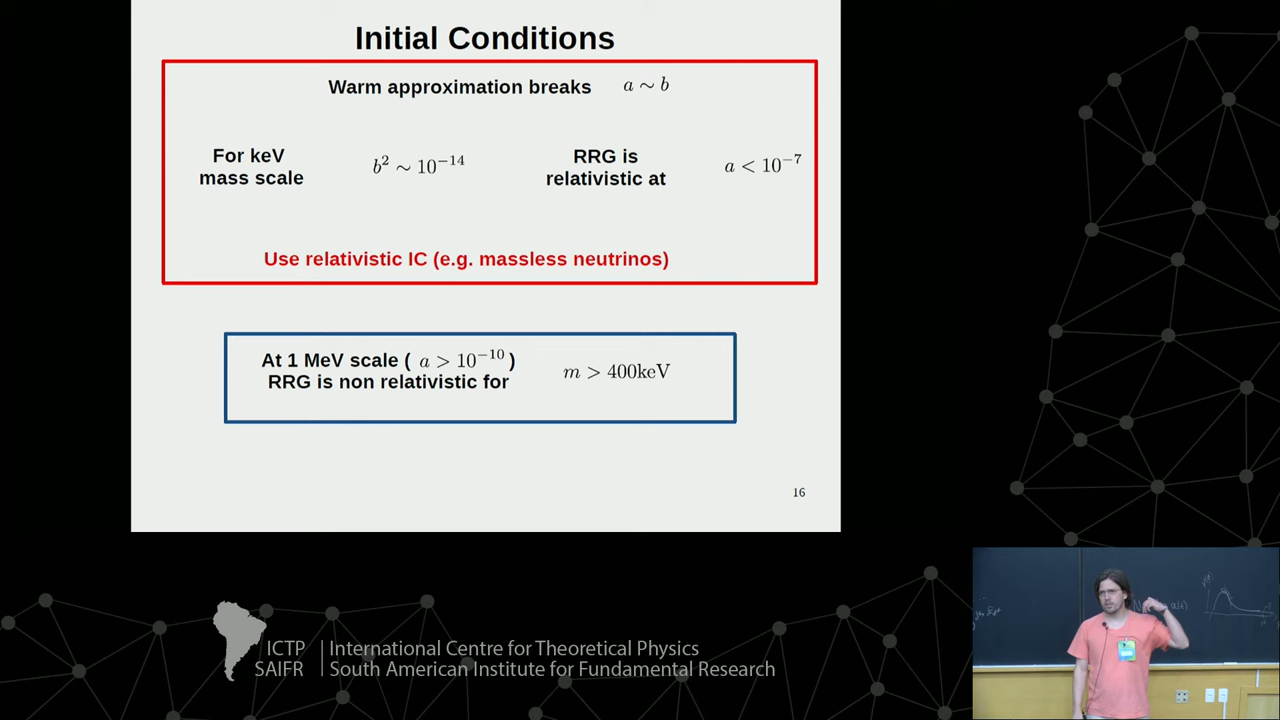 Initial Conditions
Warm approximation breaks a ∼ b
For keV
mass scale
b² ∼ 10⁻¹⁴
RRG is
relativistic at
a < 10⁻⁷
Use relativistic IC (e.g. massless neutrinos)
At 1 MeV scale ( a > 10⁻¹⁰ )
RRG is non relativistic for
m > 400keV
16
ICTP
SAIFR
International Centre for Theoretical Physics
South American Institute for Fundamental Research